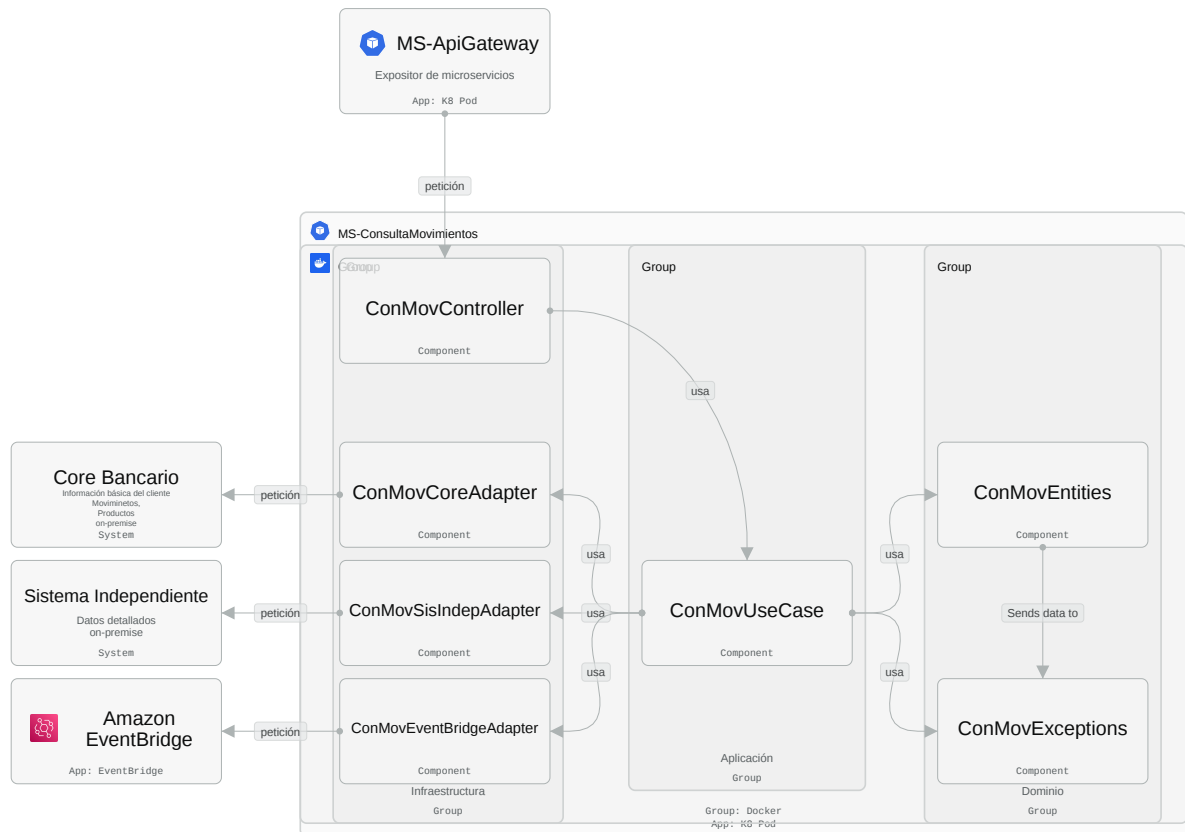 MS-ApiGateway
Expositor de microservicios
App: K8 Pod
petición
MS-ConsultaMovimientos
Group
Group
Group
ConMovController
Component
usa
Core Bancario
Información básica del cliente
Moviminetos,
Productos
on-premise
System
petición
ConMovCoreAdapter
Component
usa
usa
ConMovEntities
Component
Sistema Independiente
Datos detallados
on-premise
System
petición
ConMovSisIndepAdapter
Component
usa
ConMovUseCase
Component
Sends data to
usa
usa
Amazon
EventBridge
App: EventBridge
petición
ConMovEventBridgeAdapter
Component
ConMovExceptions
Component
Infraestructura
Group
Aplicación
Group
Dominio
Group
Group: Docker
App: K8 Pod